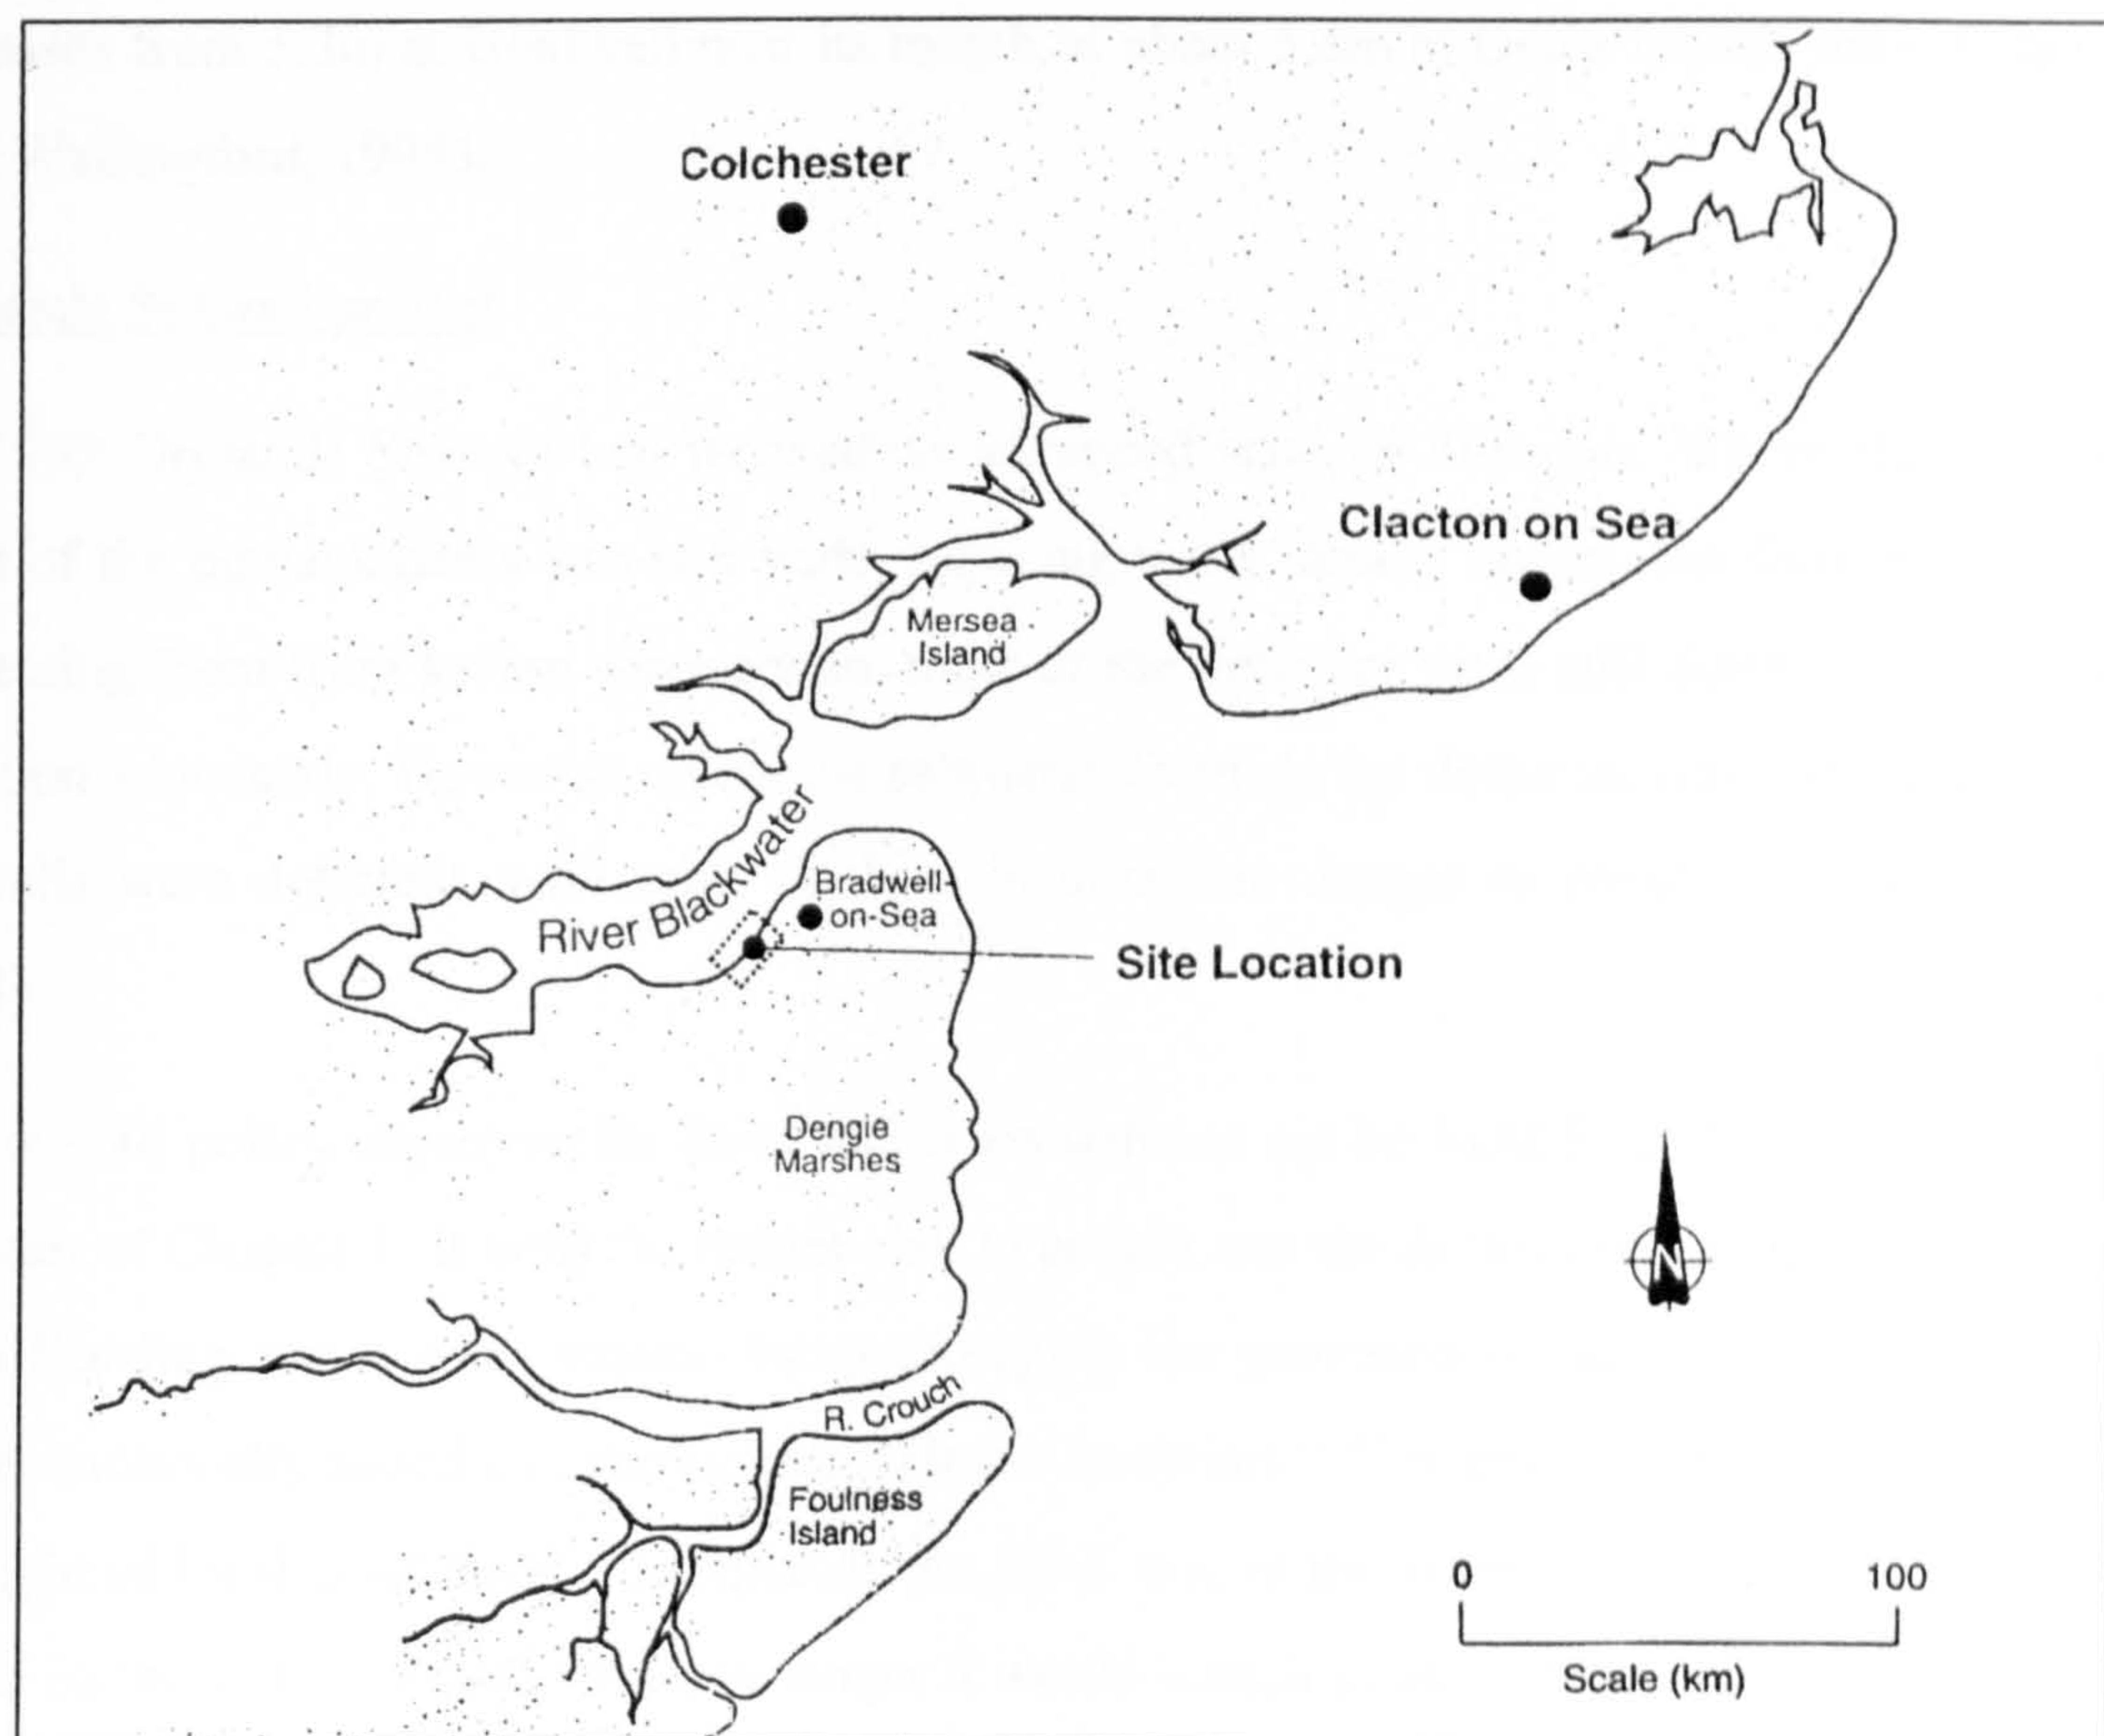 Colchester
Clacton on Sea
Mersea
Island
River Blackwater
Bradwell-
on-Sea
Site Location
Dengie
Marshes
N
R. Crouch
Foulness
Island
0 100
Scale (km)